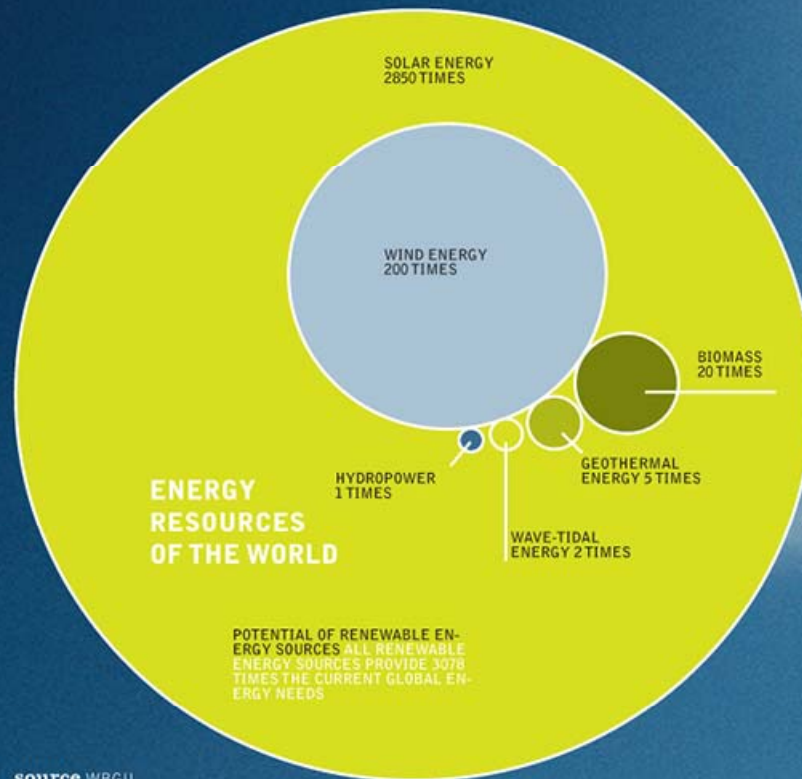 SOLAR ENERGY
2850 TIMES
WIND ENERGY
200 TIMES
BIOMASS
20 TIMES
GEOTHERMAL
ENERGY 5 TIMES
HYDROPOWER
1 TIMES
WAVE-TIDAL
ENERGY 2 TIMES
ENERGY
RESOURCES
OF THE WORLD
POTENTIAL OF RENEWABLE EN-
ERGY SOURCES ALL RENEWABLE
ENERGY SOURCES PROVIDE 3078
TIMES THE CURRENT GLOBAL EN-
ERGY NEEDS
source